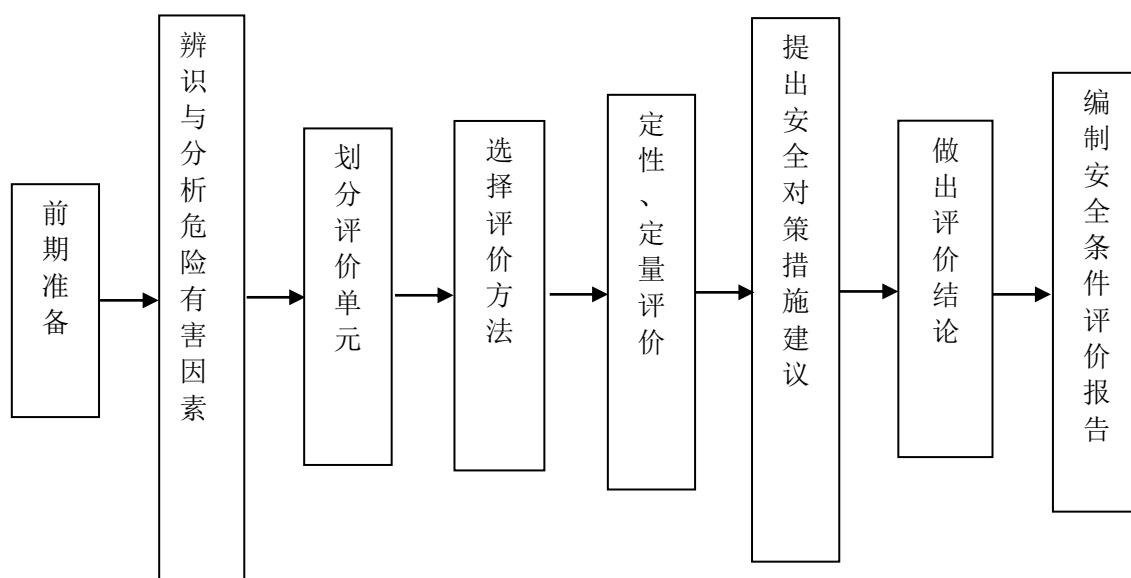 前期准备
辨识与分析危险有害因素
划分评价单元
选择评价方法
定性、定量评价
提出安全对策措施建议
做出评价结论
编制安全条件评价报告